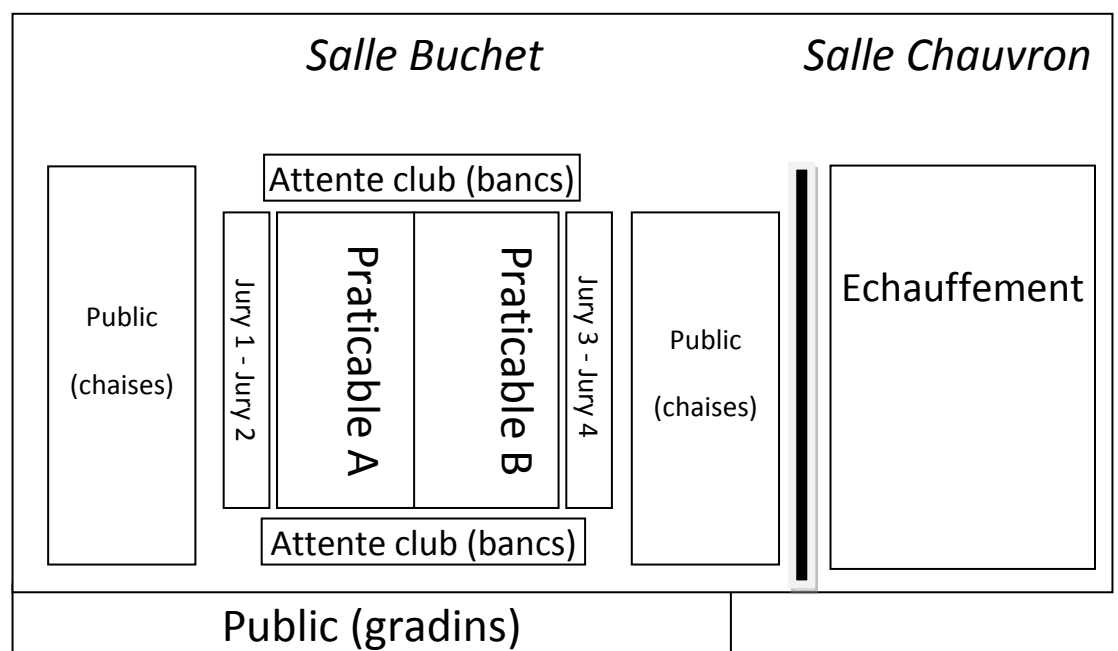 Salle Buchet
Salle Chauvron
Attente club (bancs)
Public
(chaises)
Jury 1 - Jury 2
Praticable A
Praticable B
Jury 3 - Jury 4
Public
(chaises)
Echauffement
Attente club (bancs)
Public (gradins)